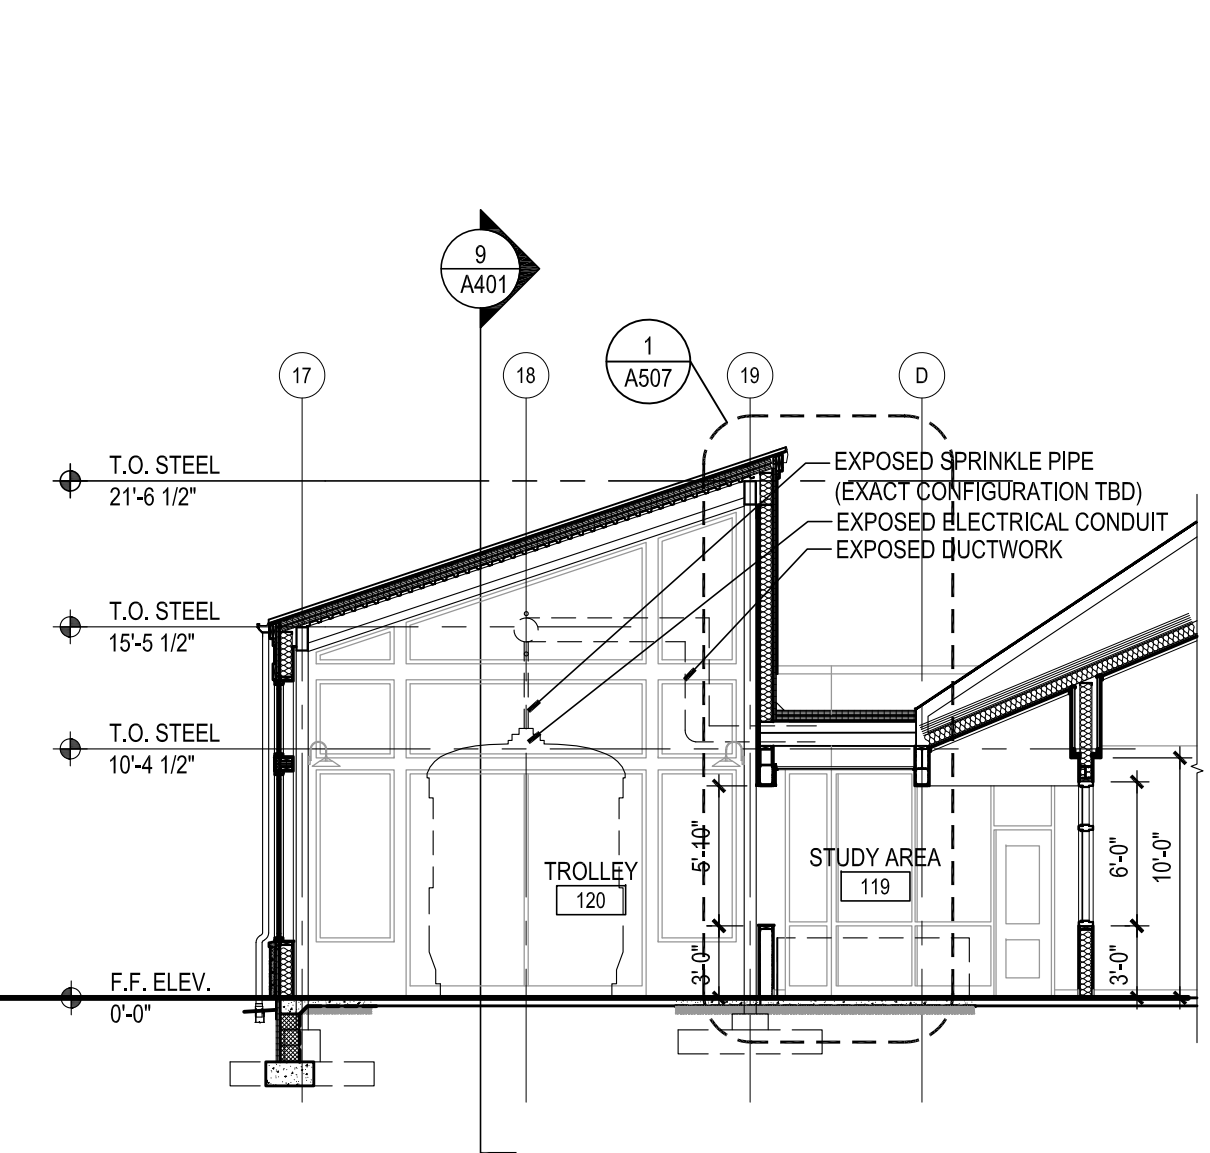 9
A401
1
A507
17
18
19
D
T.O. STEEL
21'-6 1/2"
EXPOSED SPRINKLE PIPE
(EXACT CONFIGURATION TBD)
EXPOSED ELECTRICAL CONDUIT
EXPOSED DUCTWORK
T.O. STEEL
15'-5 1/2"
T.O. STEEL
10'-4 1/2"
5'-10"
6'-0"
10'-0"
TROLLEY
120
STUDY AREA
119
3'-0"
3'-0"
F.F. ELEV.
0'-0"